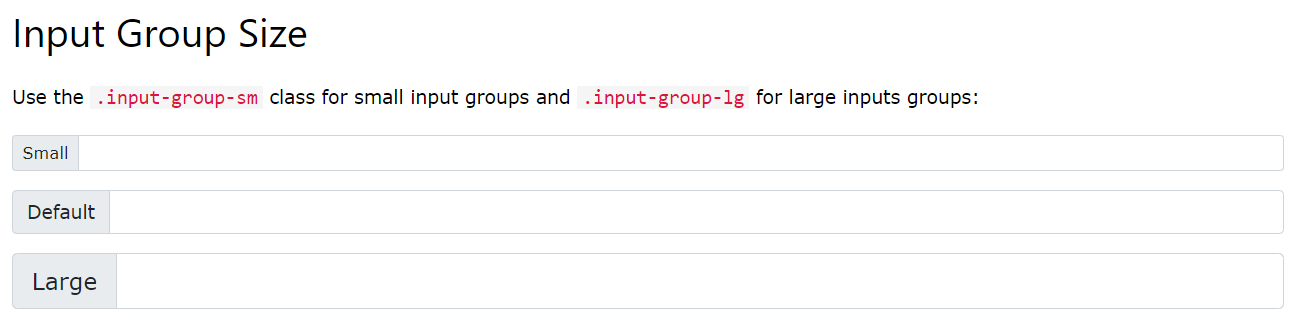 Input Group Size
Use the .input-group-sm class for small input groups and .input-group-lg for large inputs groups:
Small
Default
Large